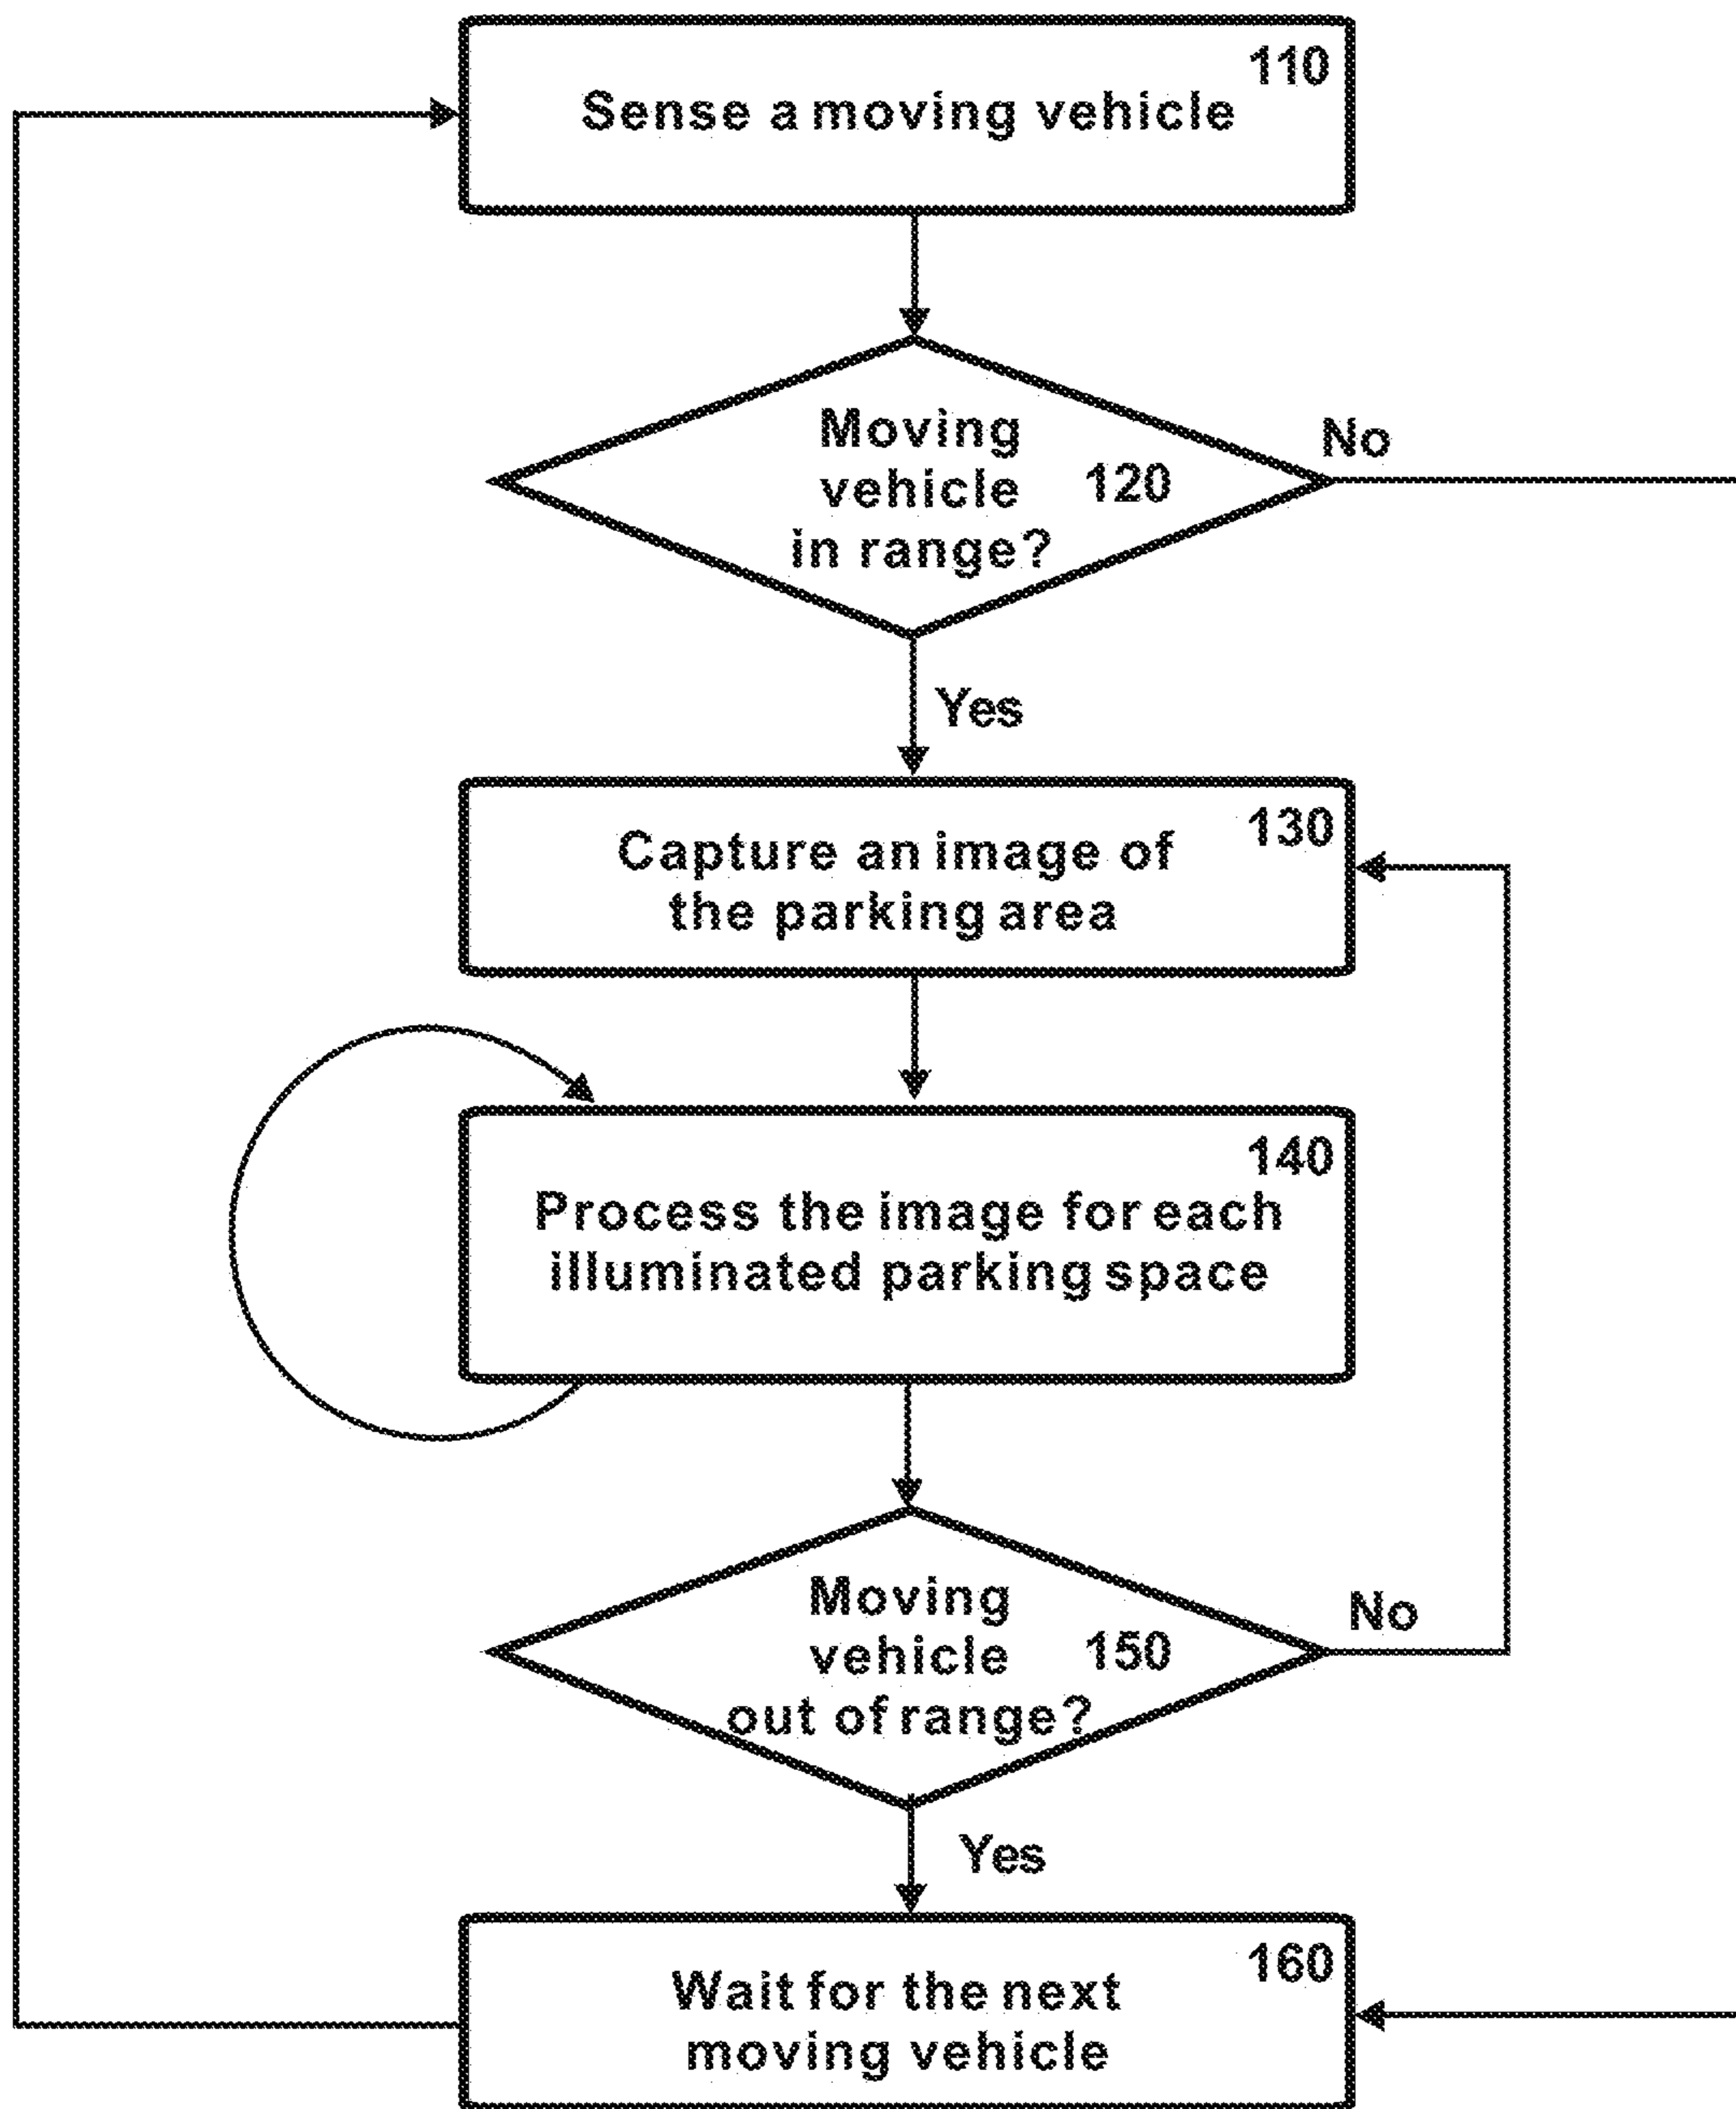 110
Sense a moving vehicle
Moving
vehicle 120
in range?
No
Yes
130
Capture an image of
the parking area
140
Process the image for each
illuminated parking space
Moving
vehicle 150
out of range?
No
Yes
160
Wait for the next
moving vehicle